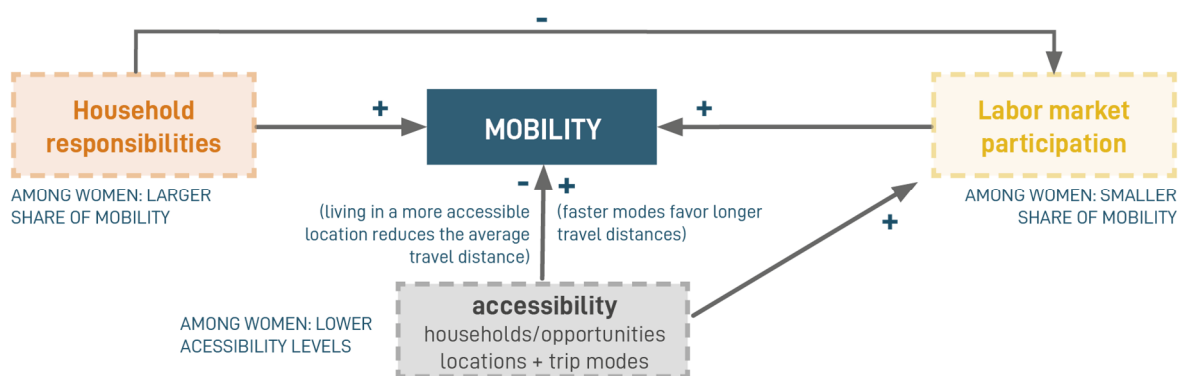 -
Household
responsibilities
+
MOBILITY
+
Labor market
participation
AMONG WOMEN: LARGER
SHARE OF MOBILITY
- +
(living in a more accessible
location reduces the average
travel distance)
(faster modes favor longer
travel distances)
+
AMONG WOMEN: SMALLER
SHARE OF MOBILITY
AMONG WOMEN: LOWER
ACESSIBILITY LEVELS
accessibility
households/opportunities
locations + trip modes